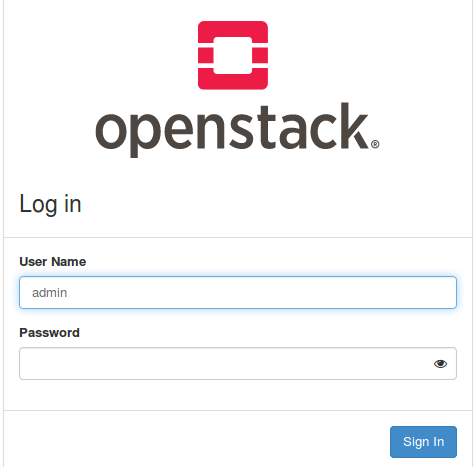 openstack®
Log in
User Name
admin
Password
Sign In